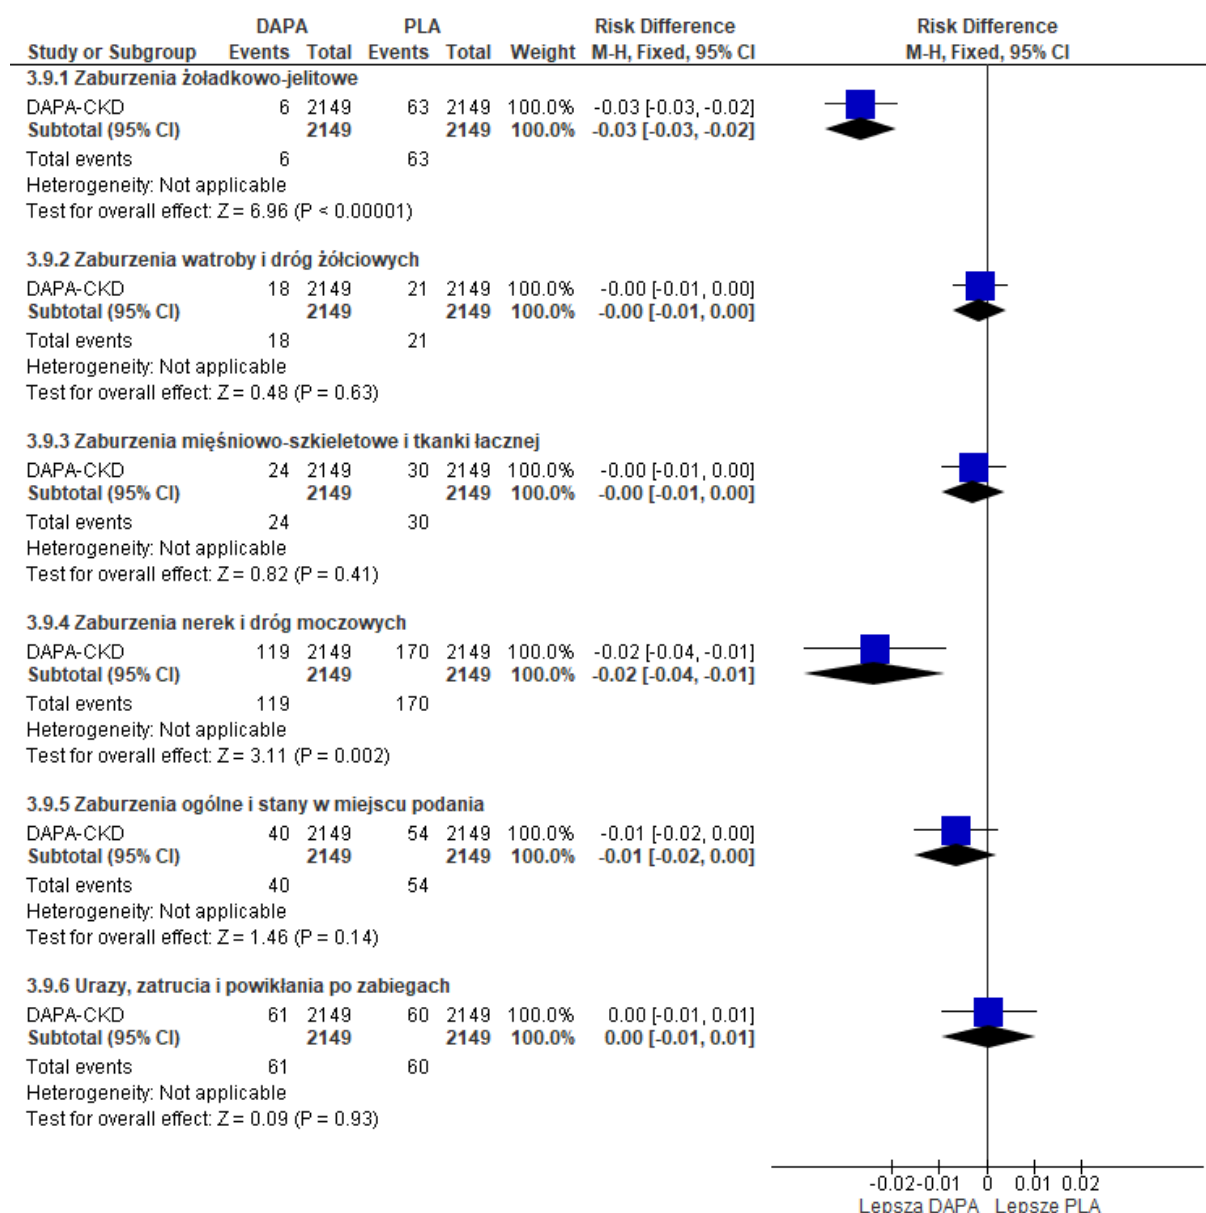 DAPA PLA Risk Difference Risk Difference
Study or Subgroup Events Total Events Total Weight M-H, Fixed, 95% CI M-H, Fixed, 95% CI
3.9.1 Zaburzenia żoładkowo-jelitowe
DAPA-CKD 6 2149 63 2149 100.0% -0.03 [-0.03, -0.02]
Subtotal (95% CI) 2149 2149 100.0% -0.03 [-0.03, -0.02]
Total events 6 63
Heterogeneity: Not applicable
Test for overall effect: Z = 6.96 (P < 0.00001)
3.9.2 Zaburzenia watroby i dróg żółciowych
DAPA-CKD 18 2149 21 2149 100.0% -0.00 [-0.01, 0.00]
Subtotal (95% CI) 2149 2149 100.0% -0.00 [-0.01, 0.00]
Total events 18 21
Heterogeneity: Not applicable
Test for overall effect: Z = 0.48 (P = 0.63)
3.9.3 Zaburzenia mięśniowo-szkieletowe i tkanki łacznej
DAPA-CKD 24 2149 30 2149 100.0% -0.00 [-0.01, 0.00]
Subtotal (95% CI) 2149 2149 100.0% -0.00 [-0.01, 0.00]
Total events 24 30
Heterogeneity: Not applicable
Test for overall effect: Z = 0.82 (P = 0.41)
3.9.4 Zaburzenia nerek i dróg moczowych
DAPA-CKD 119 2149 170 2149 100.0% -0.02 [-0.04, -0.01]
Subtotal (95% CI) 2149 2149 100.0% -0.02 [-0.04, -0.01]
Total events 119 170
Heterogeneity: Not applicable
Test for overall effect: Z = 3.11 (P = 0.002)
3.9.5 Zaburzenia ogólne i stany w miejscu podania
DAPA-CKD 40 2149 54 2149 100.0% -0.01 [-0.02, 0.00]
Subtotal (95% CI) 2149 2149 100.0% -0.01 [-0.02, 0.00]
Total events 40 54
Heterogeneity: Not applicable
Test for overall effect: Z = 1.46 (P = 0.14)
3.9.6 Urazy, zatrucia i powikłania po zabiegach
DAPA-CKD 61 2149 60 2149 100.0% 0.00 [-0.01, 0.01]
Subtotal (95% CI) 2149 2149 100.0% 0.00 [-0.01, 0.01]
Total events 61 60
Heterogeneity: Not applicable
Test for overall effect: Z = 0.09 (P = 0.93)
-0.02 -0.01 0 0.01 0.02
Lepsza DAPA Lepsze PLA